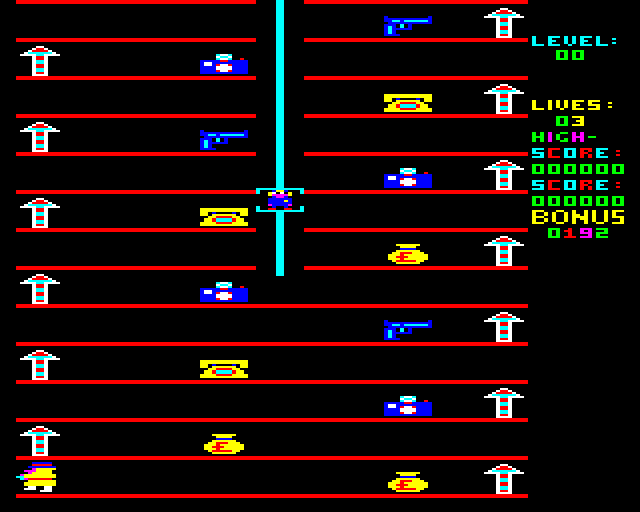 LEVEL:
00
LIVES:
03
HIGH-
SCORE:
000000
SCORE:
000000
BONUS
0192
£
£
£